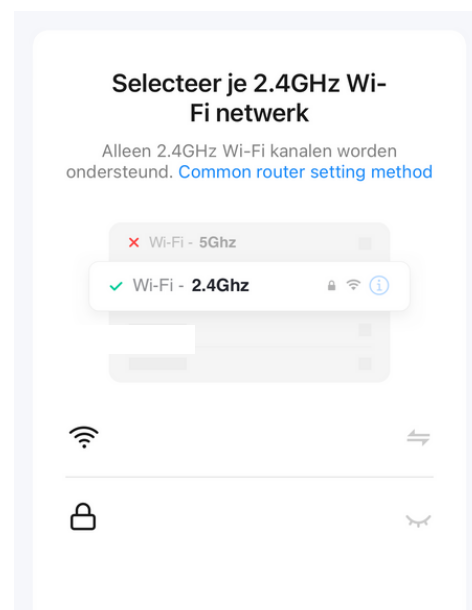 Selecteer je 2.4GHz Wi-
Fi netwerk
Alleen 2.4GHz Wi-Fi kanalen worden
ondersteund. Common router setting method
Wi-Fi - 5Ghz
Wi-Fi - 2.4Ghz